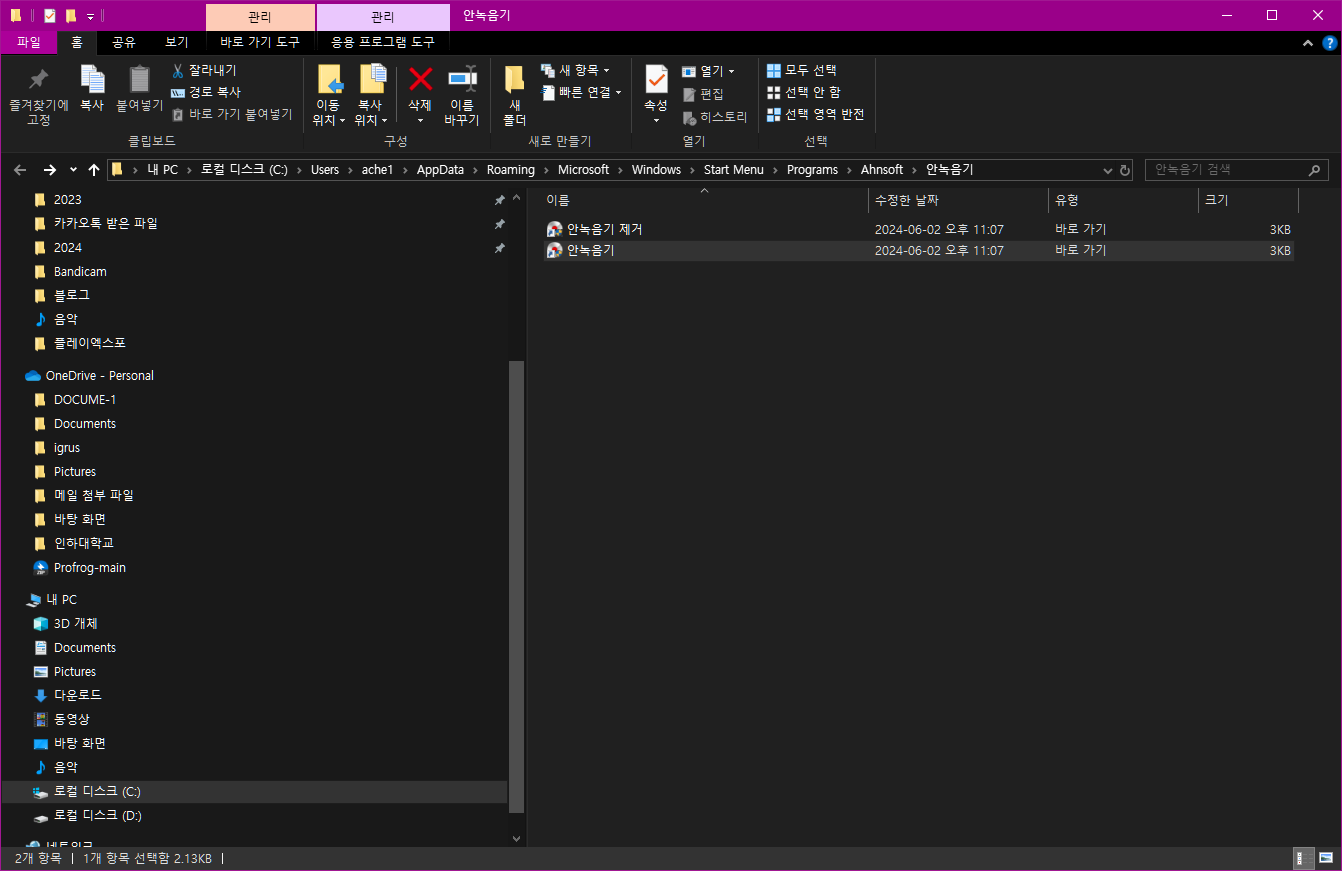 관리 관리 안녹음기
파일 홈 공유 보기 바로 가기 도구 응용 프로그램 도구
즐겨찾기에 고정
복사
붙여넣기
잘라내기
경로 복사
바로 가기 붙여넣기
클립보드
이동 위치
복사 위치
삭제
이름 바꾸기
구성
새 폴더
새 항목
빠른 연결
새로 만들기
속성
열기
편집
히스토리
열기
모두 선택
선택 안 함
선택 영역 반전
선택
내 PC > 로컬 디스크 (C:) > Users > ache1 > AppData > Roaming > Microsoft > Windows > Start Menu > Programs > Ahnsoft > 안녹음기
안녹음기 검색
2023
카카오톡 받은 파일
2024
Bandicam
블로그
음악
플레이엑스포
OneDrive - Personal
DOCUME-1
Documents
igrus
Pictures
메일 첨부 파일
바탕 화면
인하대학교
Profrog-main
내 PC
3D 개체
Documents
Pictures
다운로드
동영상
바탕 화면
음악
로컬 디스크 (C:)
로컬 디스크 (D:)
네트워크
이름 수정한 날짜 유형 크기
안녹음기 제거 2024-06-02 오후 11:07 바로 가기 3KB
안녹음기 2024-06-02 오후 11:07 바로 가기 3KB
2개 항목 | 1개 항목 선택함 2.13KB |